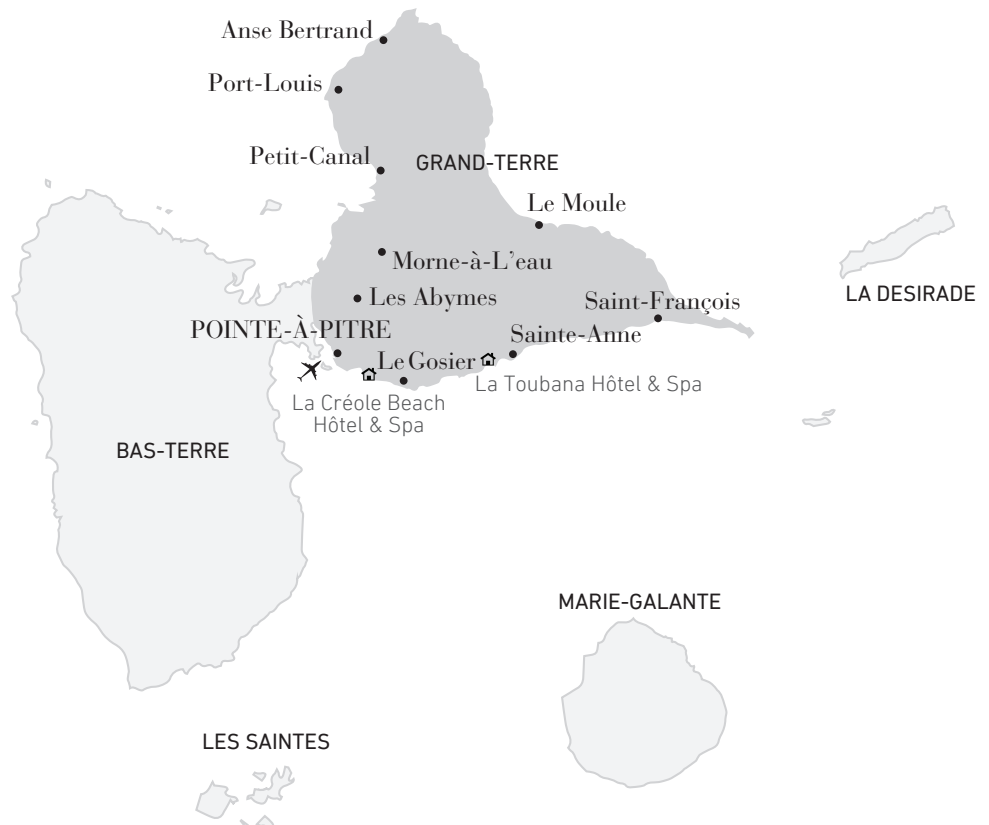 Anse Bertrand
Port-Louis
Petit-Canal
GRAND-TERRE
Le Moule
Morne-à-L’eau
LA DESIRADE
Les Abymes
Saint-François
POINTE-À-PITRE
Sainte-Anne
Le Gosier
La Toubana Hôtel & Spa
La Créole Beach
Hôtel & Spa
BAS-TERRE
MARIE-GALANTE
LES SAINTES